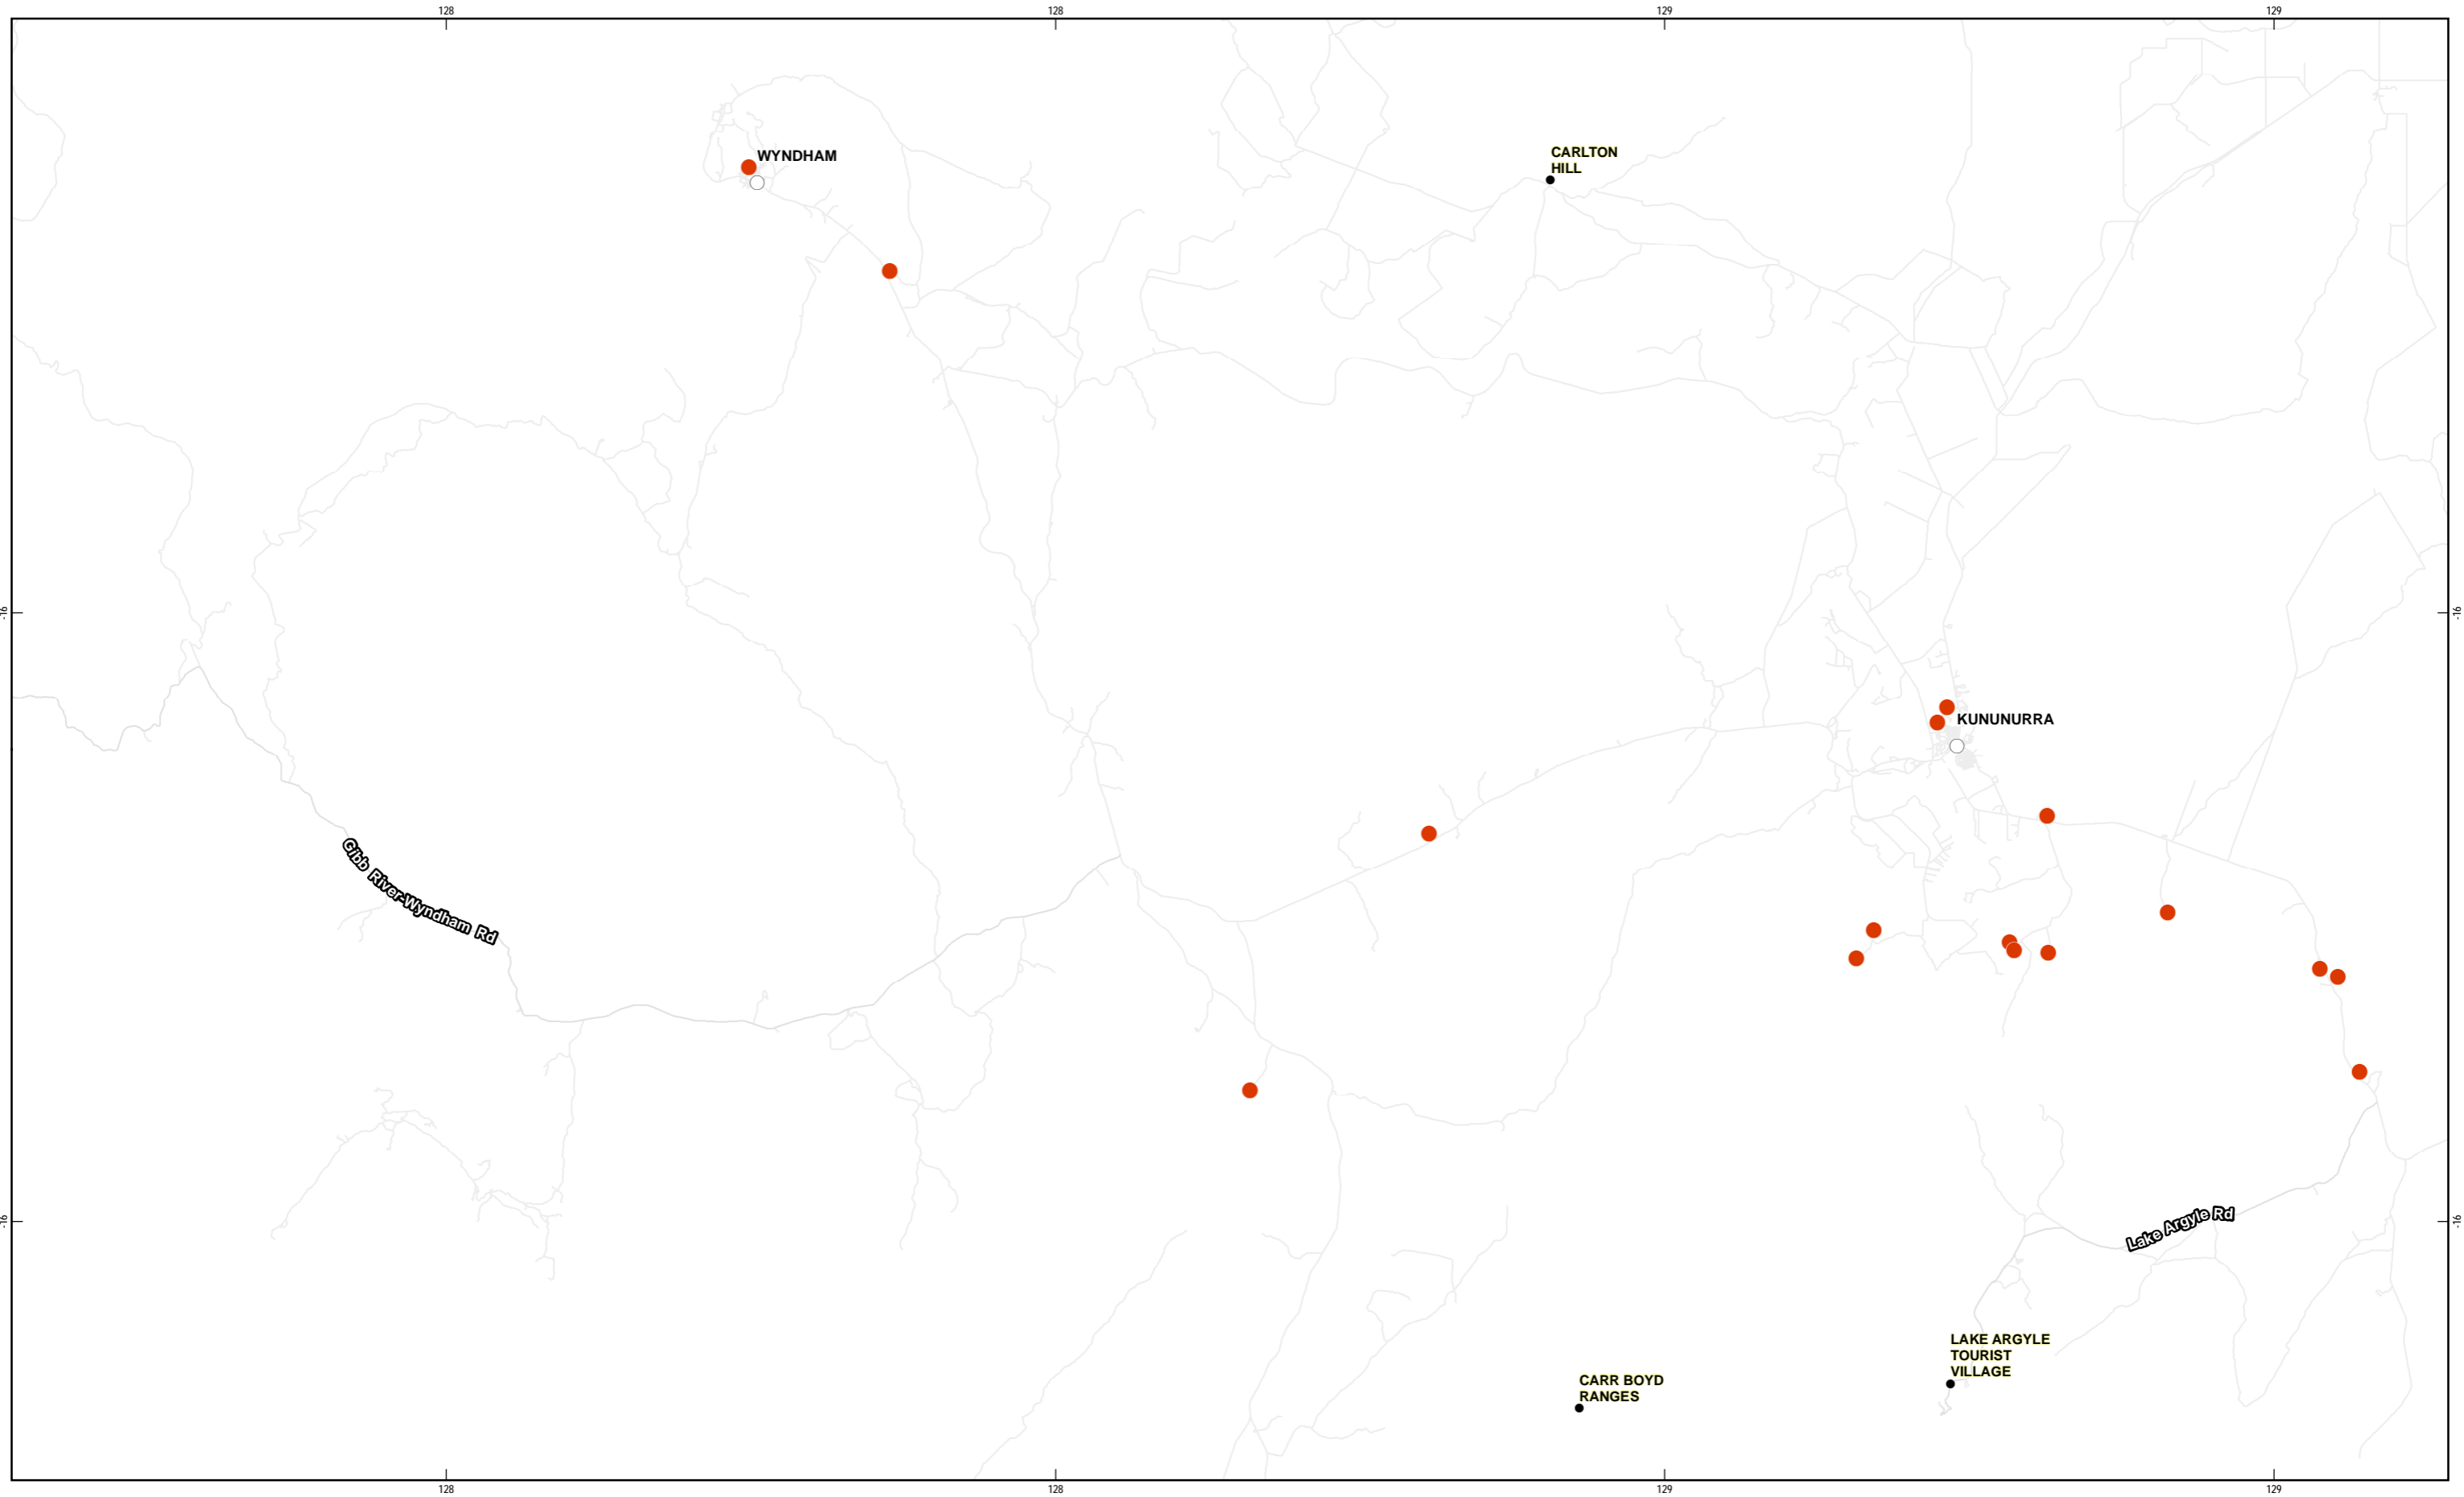 128
128
129
129
WYNDHAM
CARLTON
HILL
-16
-16
KUNUNURRA
Gibb River-Wyndham Rd
-16
-16
Lake Argyle Rd
LAKE ARGYLE
TOURIST
VILLAGE
CARR BOYD
RANGES
128
128
129
129